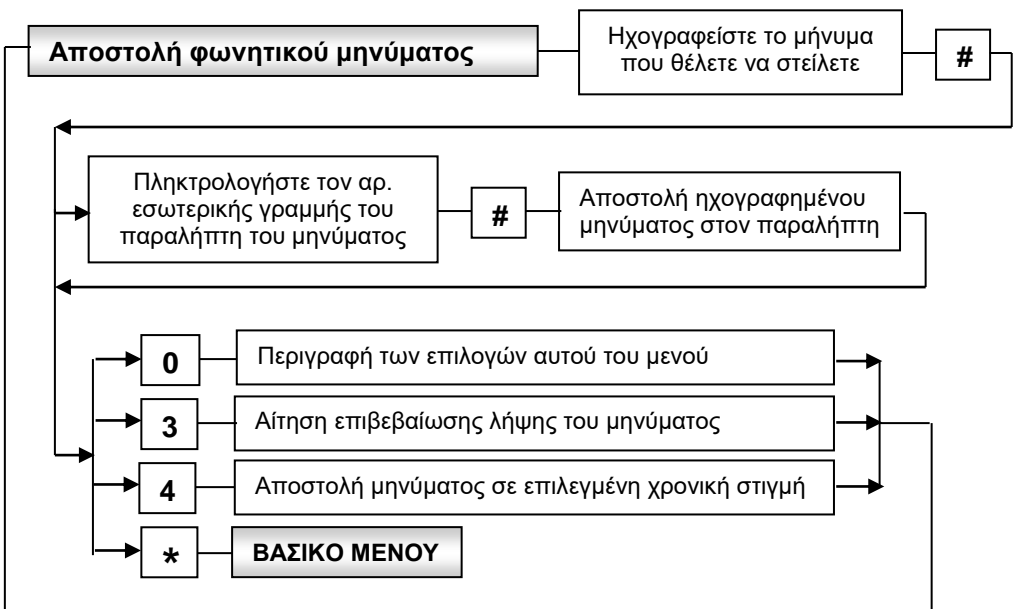 Αποστολή φωνητικού μηνύματος
Ηχογραφείστε το μήνυμα
που θέλετε να στείλετε
#
Πληκτρολογήστε τον αρ.
εσωτερικής γραμμής του
παραλήπτη του μηνύματος
#
Αποστολή ηχογραφημένου
μηνύματος στον παραλήπτη
0 Περιγραφή των επιλογών αυτού του μενού
3 Αίτηση επιβεβαίωσης λήψης του μηνύματος
4 Αποστολή μηνύματος σε επιλεγμένη χρονική στιγμή
* ΒΑΣΙΚΟ ΜΕΝΟΥ